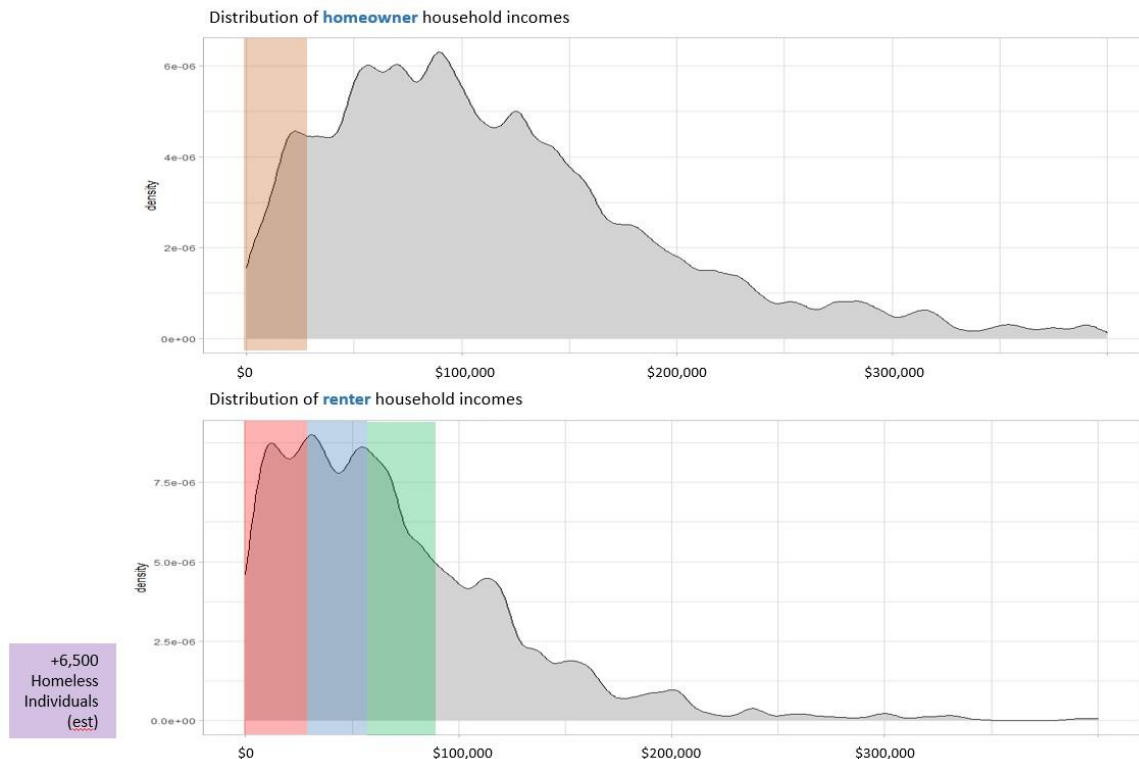 Distribution of homeowner household incomes
6e-06
4e-06
2e-06
0e+00
density
$0
$100,000
$200,000
$300,000
Distribution of renter household incomes
7.5e-06
5.0e-06
2.5e-06
0.0e+00
density
$0
$100,000
$200,000
$300,000
+6,500
Homeless
Individuals
(est)